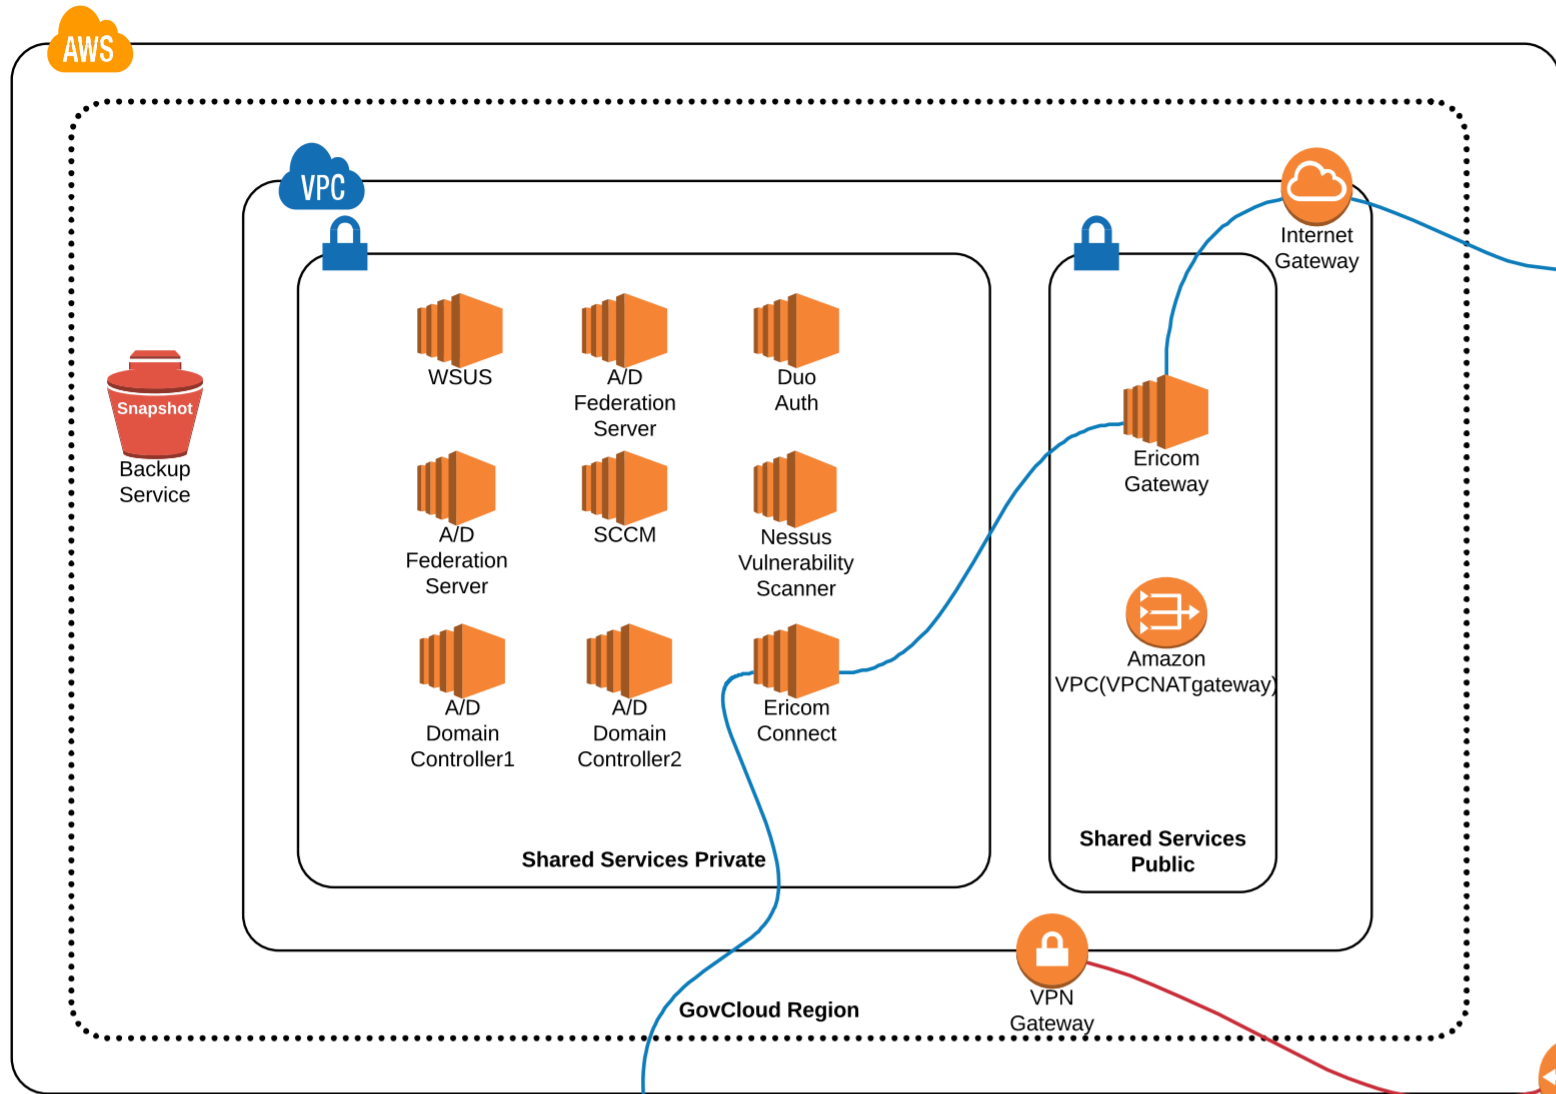 AWS
VPC
Internet
Gateway
WSUS
A/D
Federation
Server
Duo
Auth
Snapshot
Backup
Service
Ericom
Gateway
A/D
Federation
Server
SCCM
Nessus
Vulnerability
Scanner
Amazon
VPC(VPCNATgateway)
A/D
Domain
Controller1
A/D
Domain
Controller2
Ericom
Connect
Shared Services Private
Shared Services
Public
VPN
Gateway
GovCloud Region